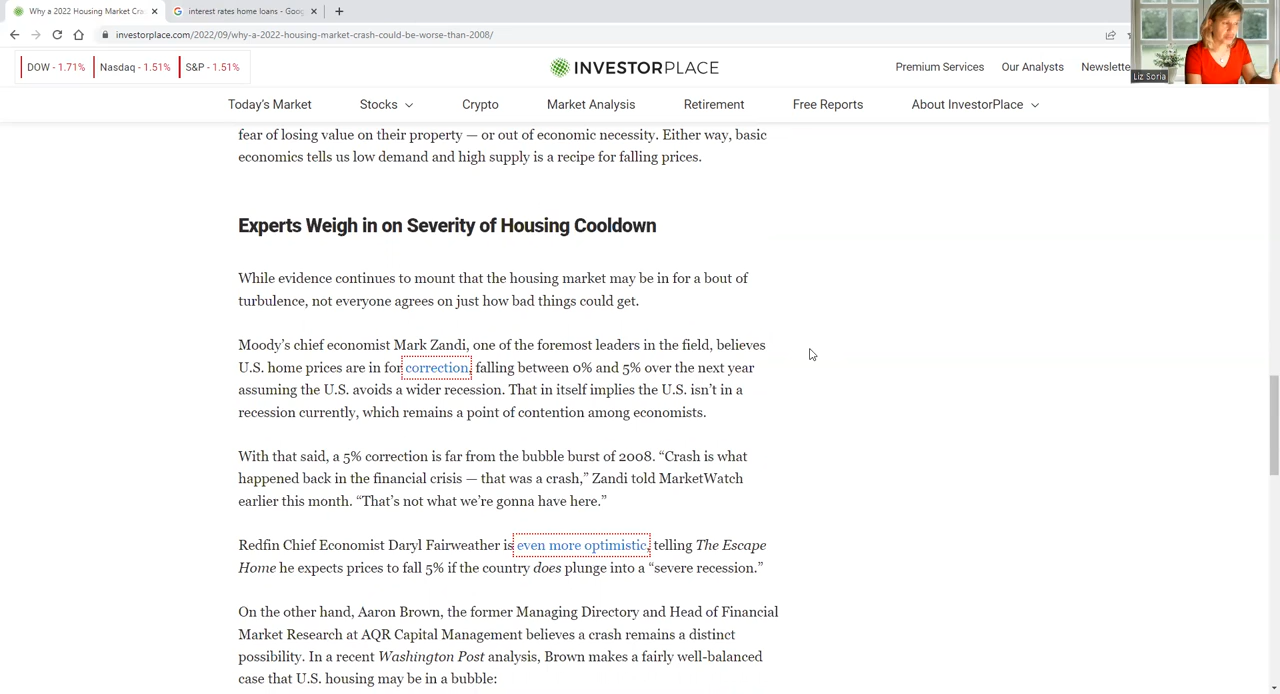 Why a 2022 Housing Market Cra
interest rates home loans - Goo
investorplace.com/2022/09/why-a-2022-housing-market-crash-could-be-worse-than-2008/
Liz Soria
DOW - 1.71% Nasdaq - 1.51% S&P - 1.51%
INVESTORPLACE
Premium Services Our Analysts Newslette
Today's Market Stocks Crypto Market Analysis Retirement Free Reports About InvestorPlace
fear of losing value on their property — or out of economic necessity. Either way, basic
economics tells us low demand and high supply is a recipe for falling prices.
Experts Weigh in on Severity of Housing Cooldown
While evidence continues to mount that the housing market may be in for a bout of
turbulence, not everyone agrees on just how bad things could get.
Moody's chief economist Mark Zandi, one of the foremost leaders in the field, believes
U.S. home prices are in for correction, falling between 0% and 5% over the next year
assuming the U.S. avoids a wider recession. That in itself implies the U.S. isn't in a
recession currently, which remains a point of contention among economists.
With that said, a 5% correction is far from the bubble burst of 2008. “Crash is what
happened back in the financial crisis — that was a crash,” Zandi told MarketWatch
earlier this month. “That's not what we're gonna have here.”
Redfin Chief Economist Daryl Fairweather is even more optimistic, telling The Escape
Home he expects prices to fall 5% if the country does plunge into a “severe recession.”
On the other hand, Aaron Brown, the former Managing Directory and Head of Financial
Market Research at AQR Capital Management believes a crash remains a distinct
possibility. In a recent Washington Post analysis, Brown makes a fairly well-balanced
case that U.S. housing may be in a bubble: